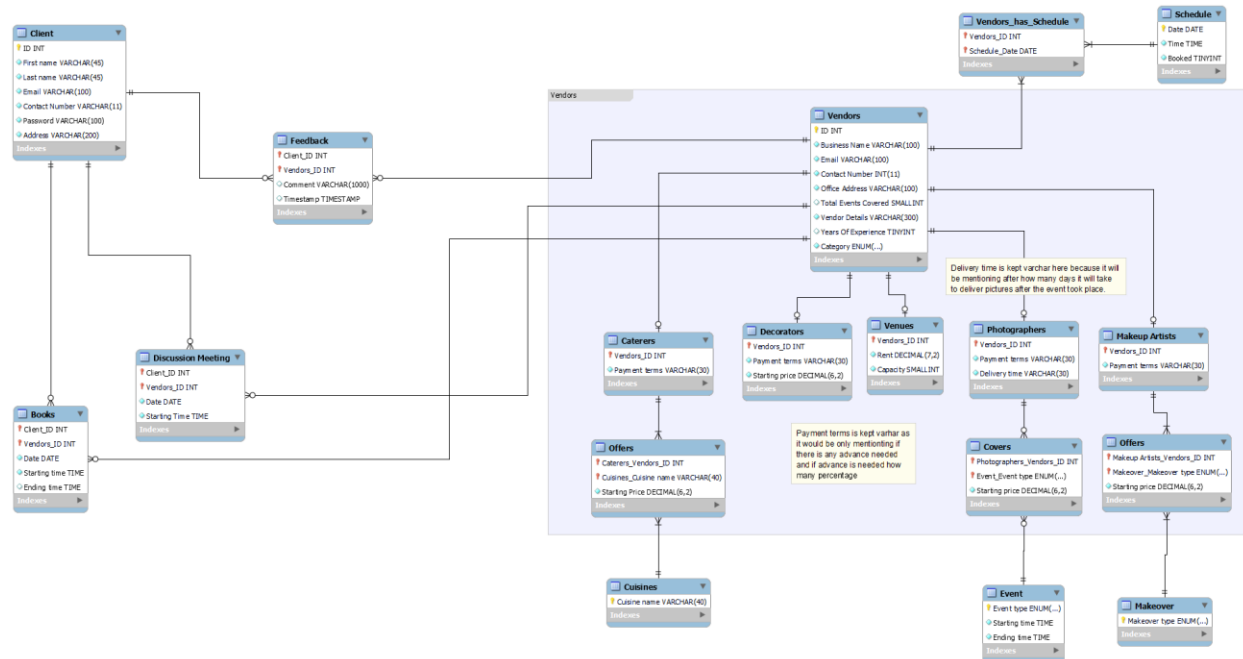 Client
ID INT
First name VARCHAR(45)
Last name VARCHAR(45)
Email VARCHAR(100)
Contact Number VARCHAR(11)
Password VARCHAR(100)
Address VARCHAR(200)
Indexes
Vendors_has_Schedule
Vendors_ID INT
Schedule_Date DATE
Indexes
Schedule
Date DATE
Time TIME
Booked TINYINT
Indexes
Vendors
Feedback
Client_ID INT
Vendors_ID INT
Comment VARCHAR(1000)
Timestamp TIMESTAMP
Indexes
Vendors
ID INT
Business Name VARCHAR(100)
Email VARCHAR(100)
Contact Number INT(11)
Office Address VARCHAR(100)
Total Events Covered SMALLINT
Vendor Details VARCHAR(300)
Years Of Experience TINYINT
Category ENUM(...)
Indexes
Delivery time is kept varchar here because it will
be mentioning after how many days it will take
to deliver pictures after the event took place.
Discussion Meeting
Client_ID INT
Vendors_ID INT
Date DATE
Starting Time TIME
Indexes
Caterers
Vendors_ID INT
Payment terms VARCHAR(30)
Indexes
Decorators
Vendors_ID INT
Payment terms VARCHAR(30)
Starting price DECIMAL(6,2)
Indexes
Venues
Vendors_ID INT
Rent DECIMAL(7,2)
Capacity SMALLINT
Indexes
Photographers
Vendors_ID INT
Payment terms VARCHAR(30)
Delivery time VARCHAR(30)
Indexes
Makeup Artists
Vendors_ID INT
Payment terms VARCHAR(30)
Indexes
Books
Client_ID INT
Vendors_ID INT
Date DATE
Starting time TIME
Ending time TIME
Indexes
Offers
Caterers_Vendors_ID INT
Cuisines_Cuisine name VARCHAR(40)
Starting Price DECIMAL(6,2)
Indexes
Payment terms is kept varhar as
it would be only mentionting if
there is any advance needed
and if advance is needed how
many percentage
Covers
Photographers_Vendors_ID INT
Event_Event type ENUM(...)
Starting price DECIMAL(6,2)
Indexes
Offers
Makeup Artists_Vendors_ID INT
Makeover_Makeover type ENUM(...)
Starting price DECIMAL(6,2)
Indexes
Cuisines
Cuisine name VARCHAR(40)
Indexes
Event
Event type ENUM(...)
Starting time TIME
Ending time TIME
Indexes
Makeover
Makeover type ENUM(...)
Indexes